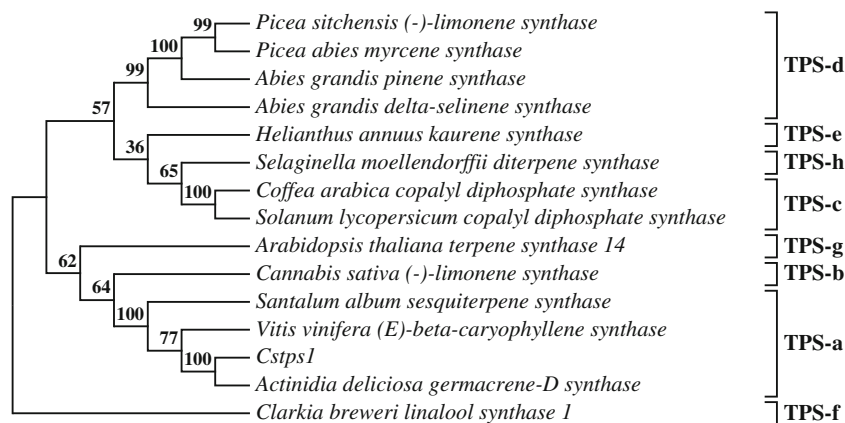 99 Picea sitchensis (-)-limonene synthase
100 Picea abies myrcene synthase
99 Abies grandis pinene synthase
TPS-d
57 Abies grandis delta-selinene synthase
36 Helianthus annuus kaurene synthase TPS-e
65 Selaginella moellendorffii diterpene synthase TPS-h
100 Coffea arabica copalyl diphosphate synthase
TPS-c
Solanum lycopersicum copalyl diphosphate synthase
62 Arabidopsis thaliana terpene synthase 14 TPS-g
64 Cannabis sativa (-)-limonene synthase TPS-b
100 Santalum album sesquiterpene synthase
77 Vitis vinifera (E)-beta-caryophyllene synthase
TPS-a
100 Cstps1
Actinidia deliciosa germacrene-D synthase
Clarkia breweri linalool synthase 1 TPS-f